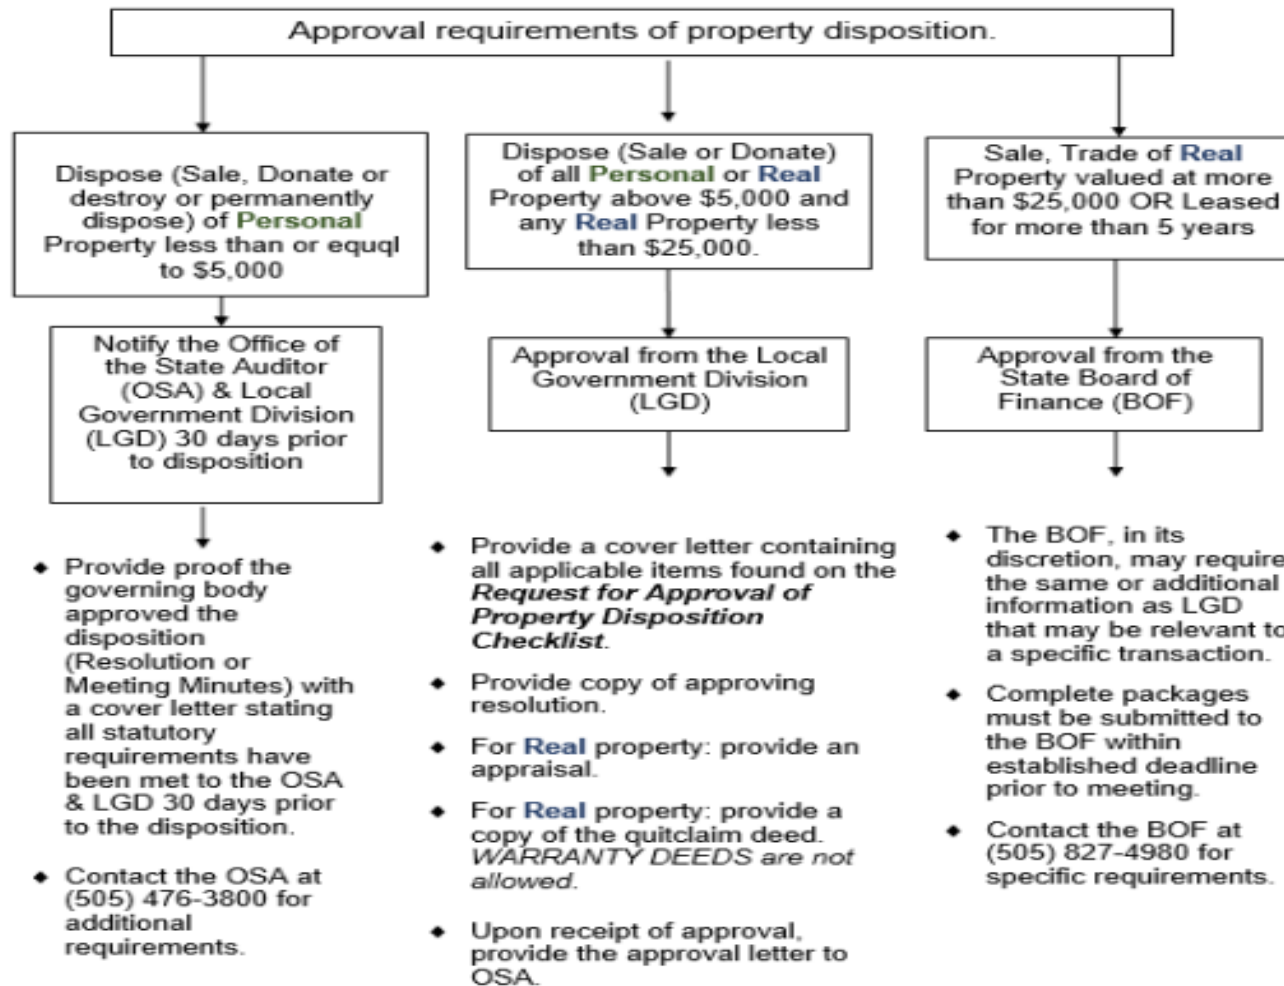 Approval requirements of property disposition.
Dispose (Sale, Donate or
destroy or permanently
dispose) of Personal
Property less than or equql
to $5,000
Notify the Office of
the State Auditor
(OSA) & Local
Government Division
(LGD) 30 days prior
to disposition
◆ Provide proof the
governing body
approved the
disposition
(Resolution or
Meeting Minutes) with
a cover letter stating
all statutory
requirements have
been met to the OSA
& LGD 30 days prior
to the disposition.
◆ Contact the OSA at
(505) 476-3800 for
additional
requirements.
Dispose (Sale or Donate)
of all Personal or Real
Property above $5,000 and
any Real Property less
than $25,000.
Approval from the Local
Government Division
(LGD)
◆ Provide a cover letter containing
all applicable items found on the
Request for Approval of
Property Disposition
Checklist.
◆ Provide copy of approving
resolution.
◆ For Real property: provide an
appraisal.
◆ For Real property: provide a
copy of the quitclaim deed.
WARRANTY DEEDS are not
allowed.
◆ Upon receipt of approval,
provide the approval letter to
OSA.
Sale, Trade of Real
Property valued at more
than $25,000 OR Leased
for more than 5 years
Approval from the
State Board of
Finance (BOF)
◆ The BOF, in its
discretion, may require
the same or additional
information as LGD
that may be relevant to
a specific transaction.
◆ Complete packages
must be submitted to
the BOF within
established deadline
prior to meeting.
◆ Contact the BOF at
(505) 827-4980 for
specific requirements.